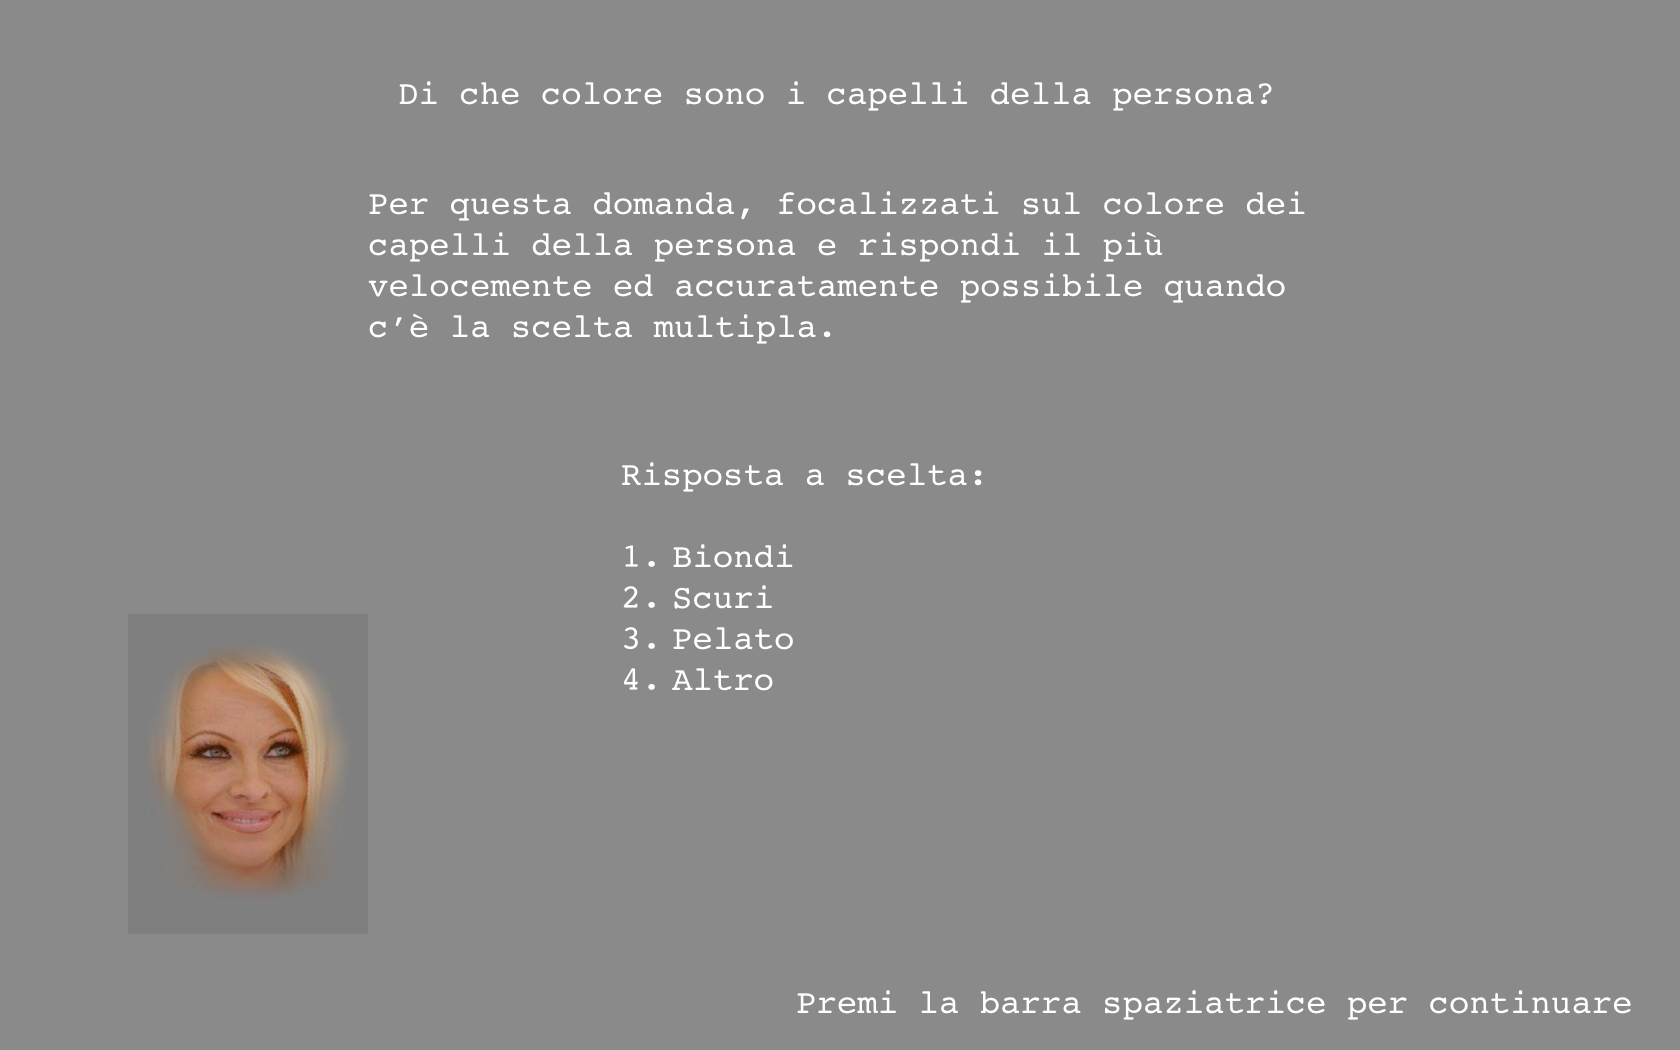 Di che colore sono i capelli della persona?
Per questa domanda, focalizzati sul colore dei
capelli della persona e rispondi il più
velocemente ed accuratamente possibile quando
c’è la scelta multipla.
Risposta a scelta:
1. Biondi
2. Scuri
3. Pelato
4. Altro
Premi la barra spaziatrice per continuare